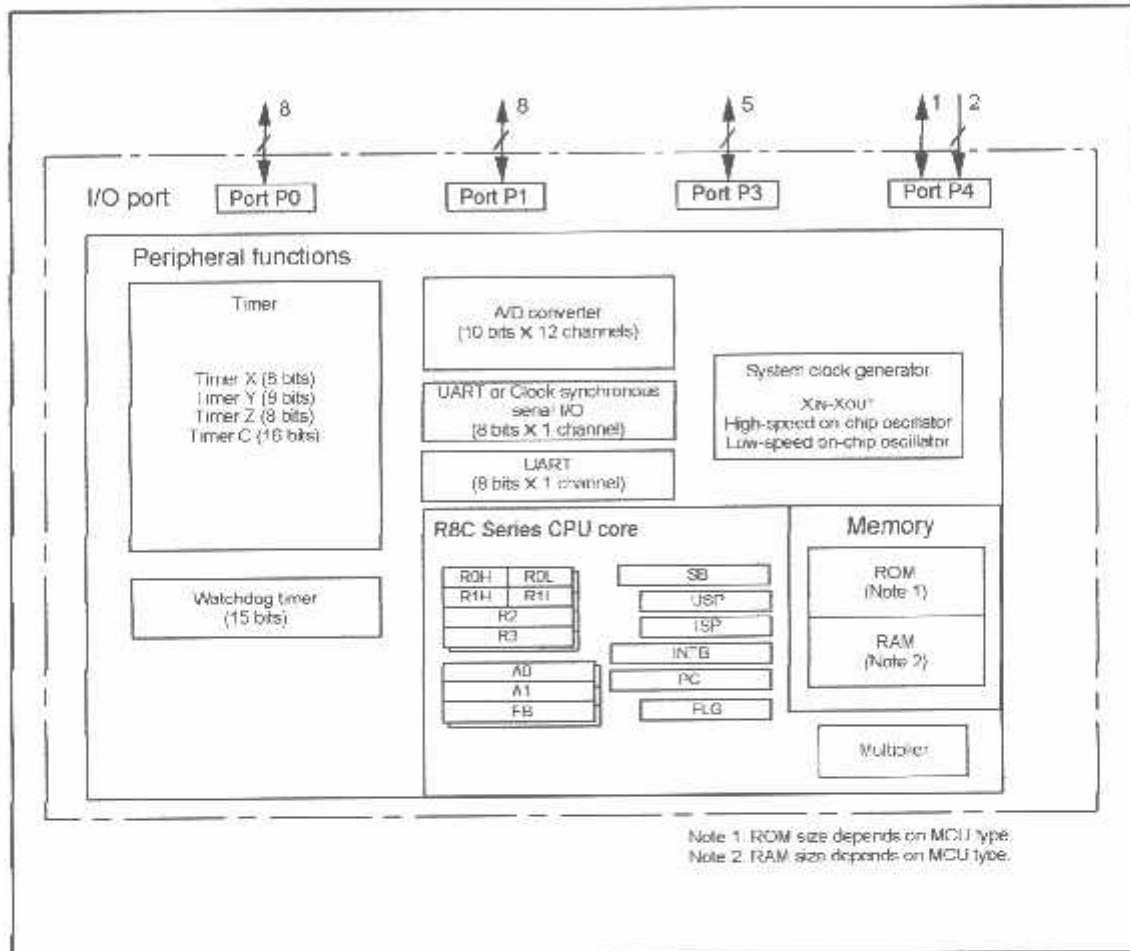 8
8
5
1
2
I/O port
Port P0
Port P1
Port P3
Port P4
Peripheral functions
Timer
Timer X (8 bits)
Timer Y (8 bits)
Timer Z (8 bits)
Timer C (16 bits)
Watchdog timer
(15 bits)
A/D converter
(10 bits X 12 channels)
UART or Clock synchronous
serial I/O
(8 bits X 1 channel)
UART
(8 bits X 1 channel)
System clock generator
XIN-XOUT
High-speed on-chip oscillator
Low-speed on-chip oscillator
R8C Series CPU core
R0H R0L
R1H R1L
R2
R3
A0
A1
FB
SB
USP
ISP
INTB
PC
FLG
Memory
ROM
(Note 1)
RAM
(Note 2)
Multiplier
Note 1: ROM size depends on MCU type.
Note 2: RAM size depends on MCU type.